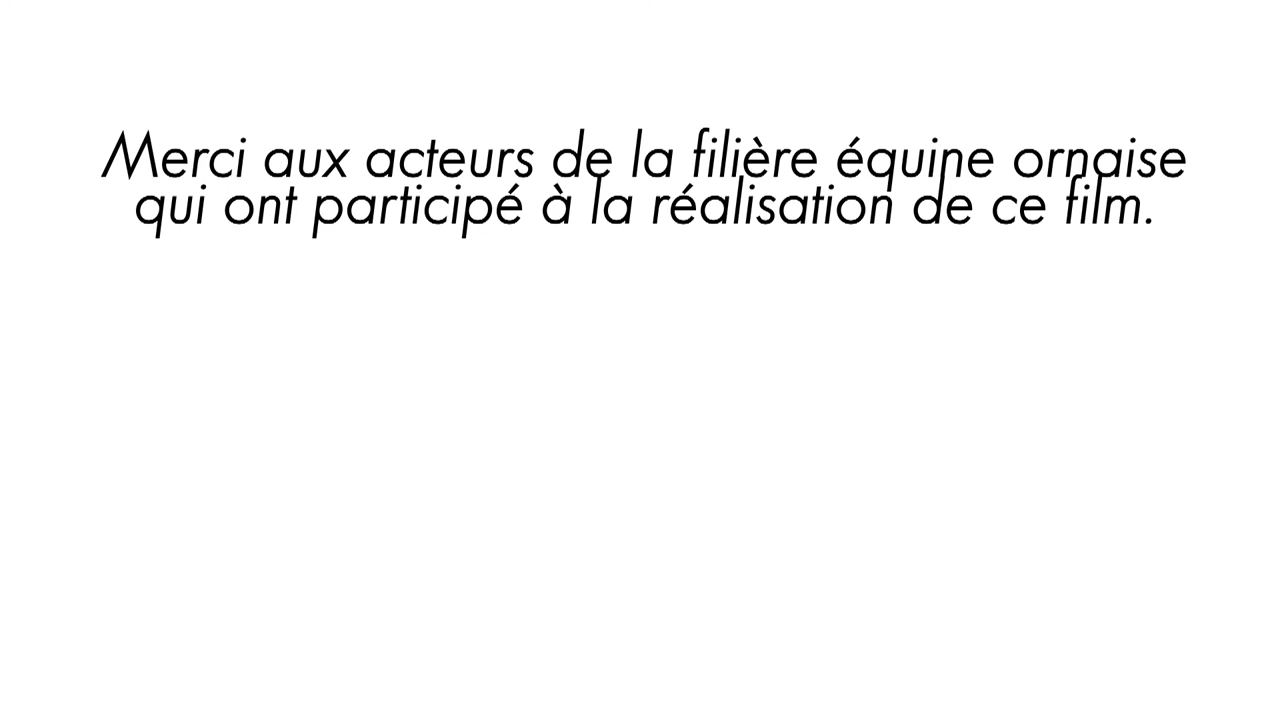 Merci aux acteurs de la filière équine ornaise
qui ont participé à la réalisation de ce film.